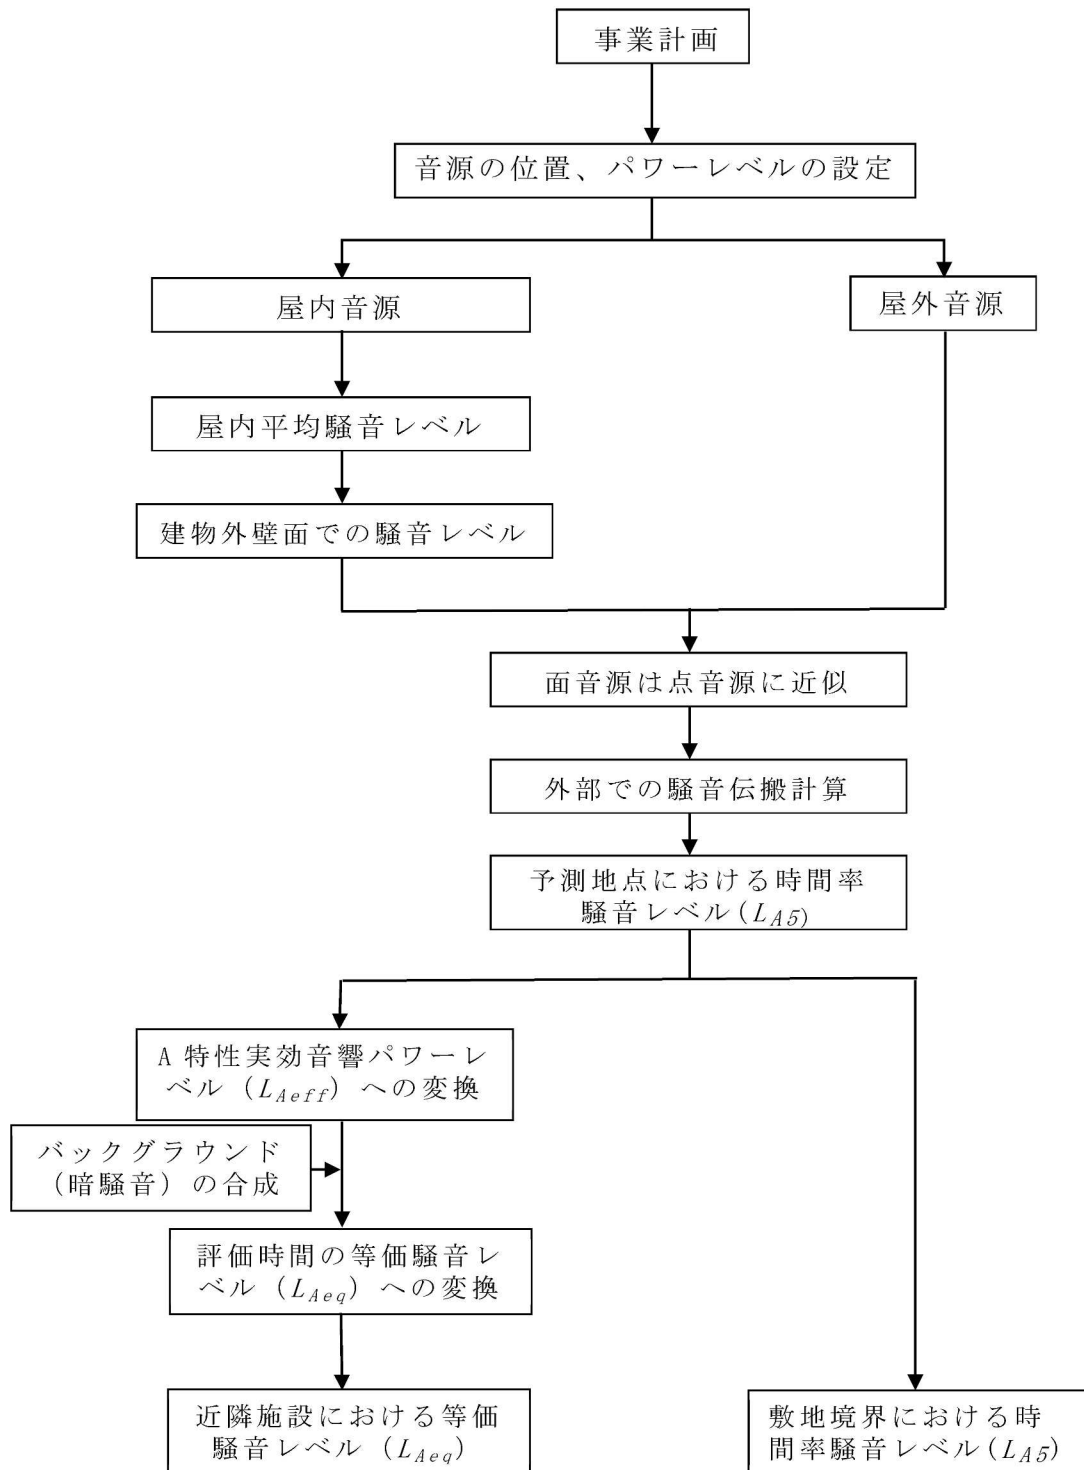 事業計画
音源の位置、パワーレベルの設定
屋内音源
屋外音源
屋内平均騒音レベル
建物外壁面での騒音レベル
面音源は点音源に近似
外部での騒音伝搬計算
予測地点における時間率
騒音レベル(LA5)
A特性実効音響パワーレ
ベル（LAeff）への変換
バックグラウンド
（暗騒音）の合成
評価時間の等価騒音レ
ベル（LAeq）への変換
近隣施設における等価
騒音レベル（LAeq）
敷地境界における時
間率騒音レベル(LA5)